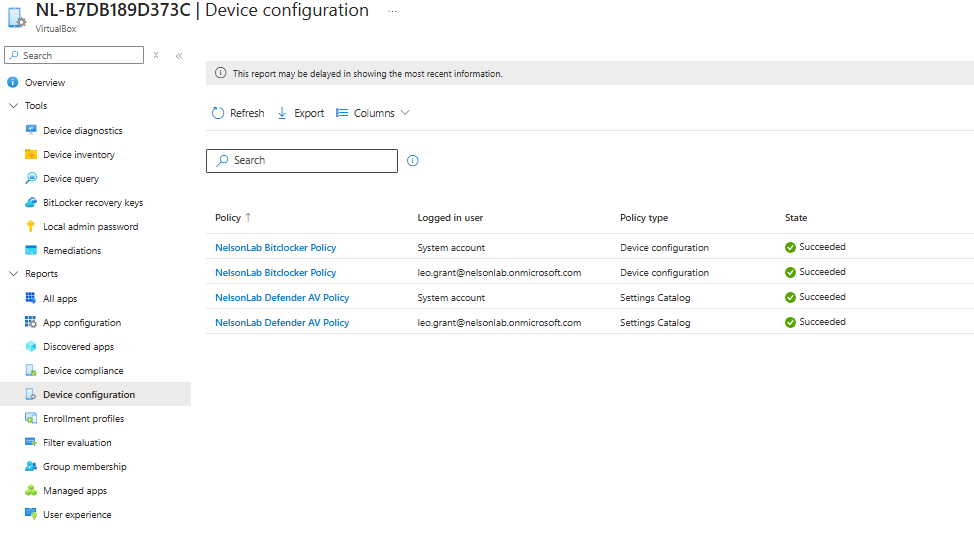 NL-B7DB189D373C | Device configuration ...
VirtualBox
Search
Overview
Tools
Device diagnostics
Device inventory
Device query
BitLocker recovery keys
Local admin password
Remediations
Reports
All apps
App configuration
Discovered apps
Device compliance
Device configuration
Enrollment profiles
Filter evaluation
Group membership
Managed apps
User experience
This report may be delayed in showing the most recent information.
Refresh Export Columns
Search
Policy ↑ Logged in user Policy type State
NelsonLab Bitclocker Policy System account Device configuration Succeeded
NelsonLab Bitclocker Policy leo.grant@nelsonlab.onmicrosoft.com Device configuration Succeeded
NelsonLab Defender AV Policy System account Settings Catalog Succeeded
NelsonLab Defender AV Policy leo.grant@nelsonlab.onmicrosoft.com Settings Catalog Succeeded